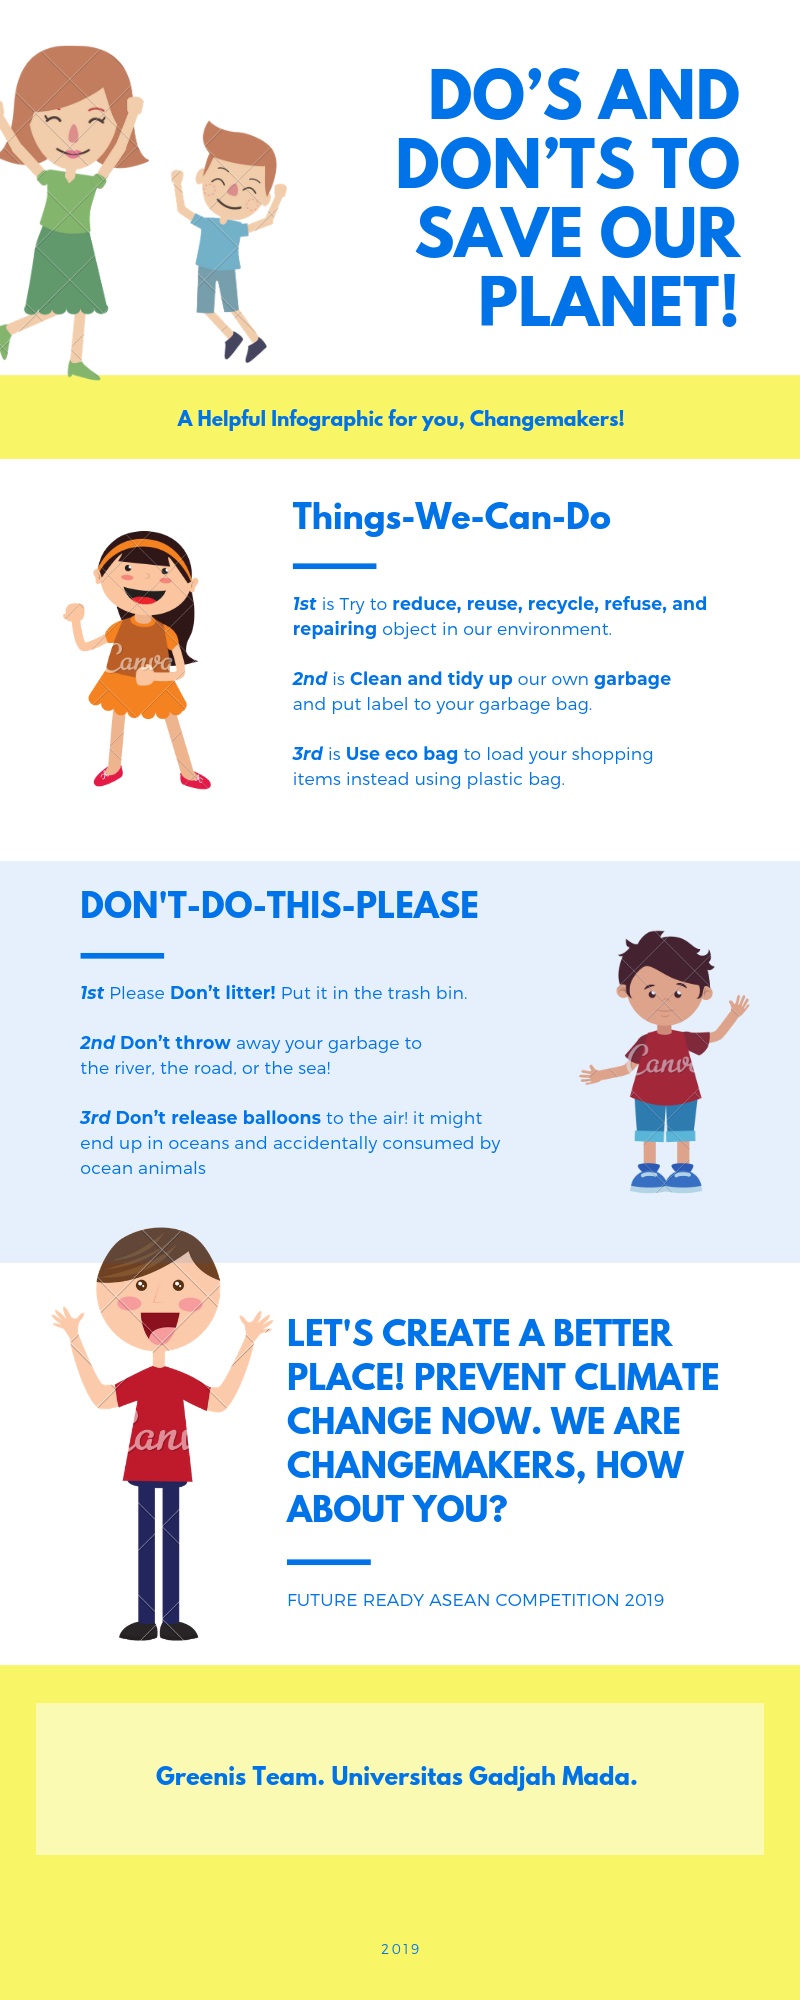 DO’S AND
DON’TS TO
SAVE OUR
PLANET!
A Helpful Infographic for you, Changemakers!
Things-We-Can-Do
1st is Try to reduce, reuse, recycle, refuse, and
repairing object in our environment.
2nd is Clean and tidy up our own garbage
and put label to your garbage bag.
3rd is Use eco bag to load your shopping
items instead using plastic bag.
Canva
DON'T-DO-THIS-PLEASE
1st Please Don’t litter! Put it in the trash bin.
2nd Don’t throw away your garbage to
the river, the road, or the sea!
3rd Don’t release balloons to the air! it might
end up in oceans and accidentally consumed by
ocean animals
Canv
LET'S CREATE A BETTER
PLACE! PREVENT CLIMATE
CHANGE NOW. WE ARE
CHANGEMAKERS, HOW
ABOUT YOU?
anv
FUTURE READY ASEAN COMPETITION 2019
Greenis Team. Universitas Gadjah Mada.
2019